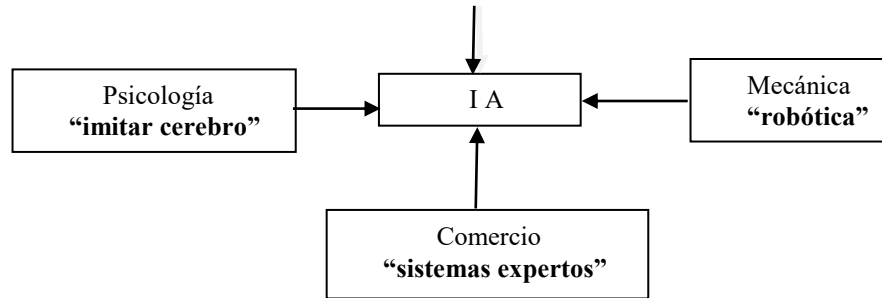 Psicología
“imitar cerebro”
I A
Mecánica
“robótica”
Comercio
“sistemas expertos”